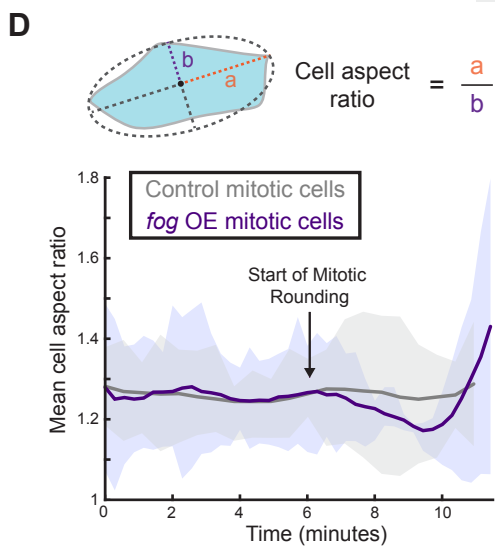 D
b
a
Cell aspect ratio = a / b
1.8
Control mitotic cells
fog OE mitotic cells
1.6
Start of Mitotic
Rounding
1.4
1.2
1
Mean cell aspect ratio
0 2 4 6 8 10
Time (minutes)